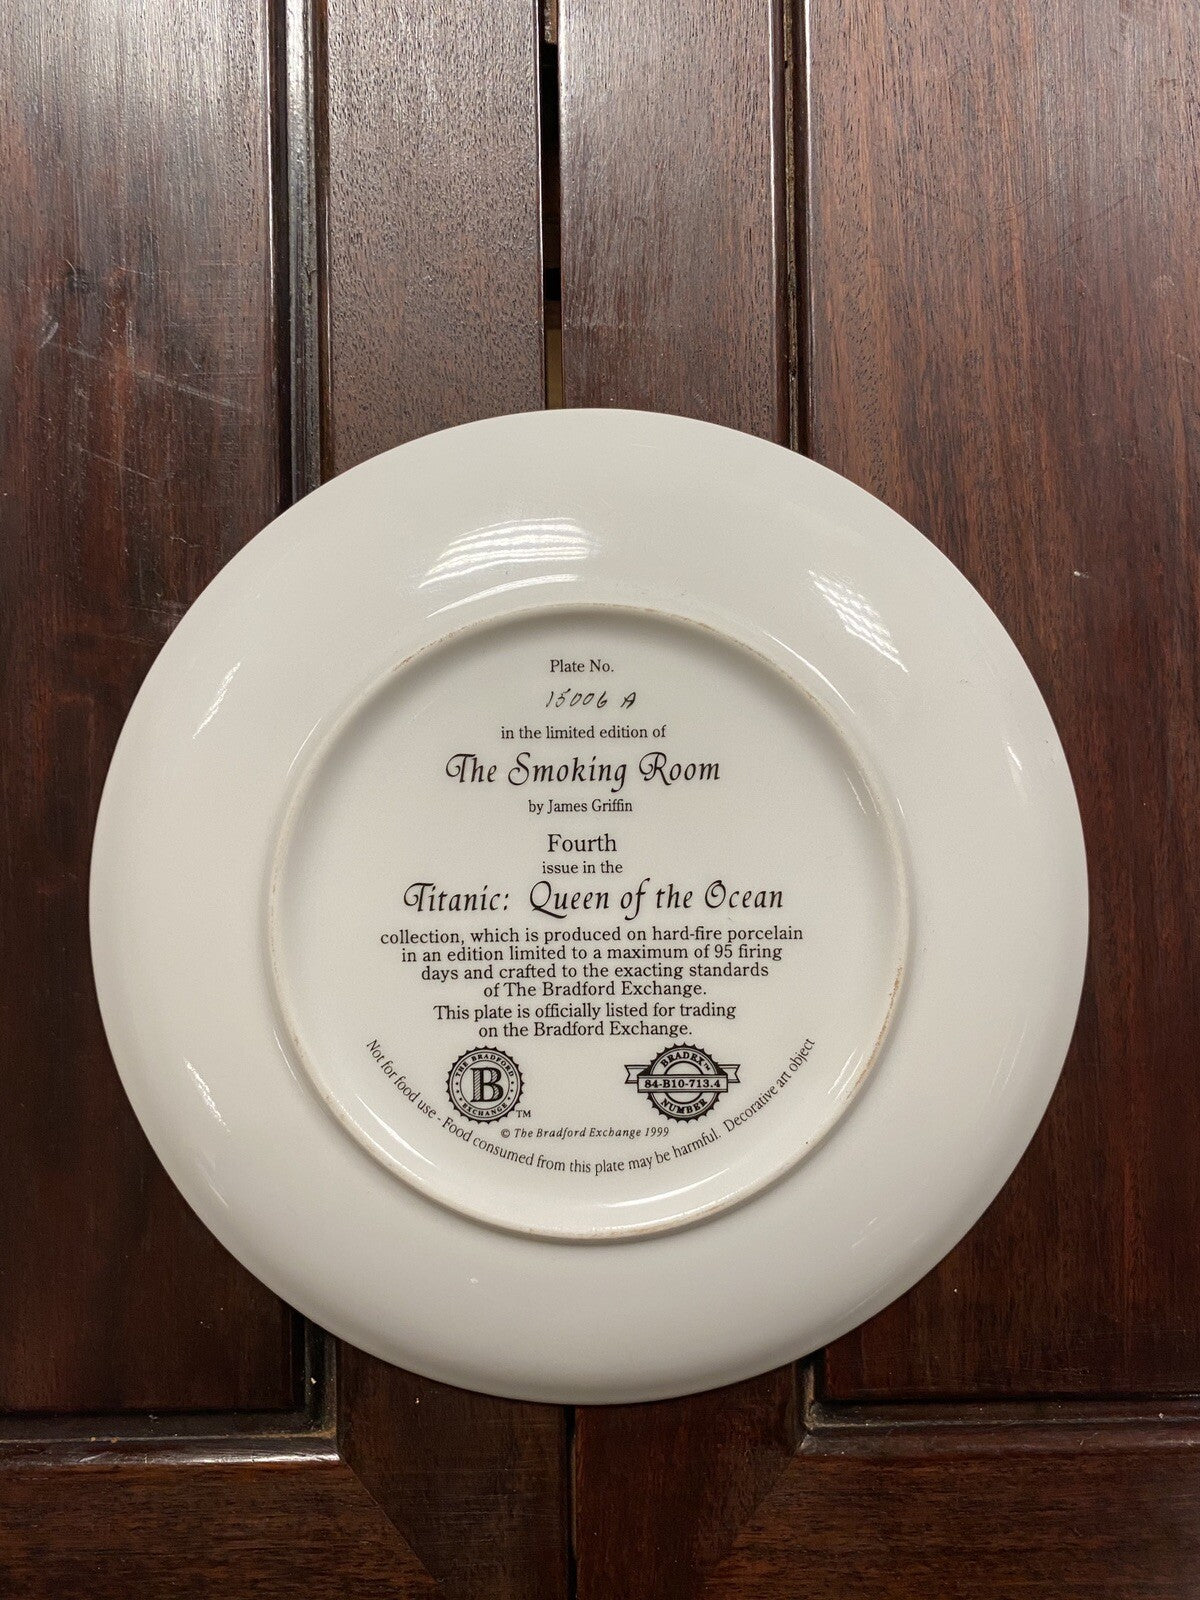 Plate No.
15006 A
in the limited edition of
The Smoking Room
by James Griffin
Fourth
issue in the
Titanic: Queen of the Ocean
collection, which is produced on hard-fire porcelain
in an edition limited to a maximum of 95 firing
days and crafted to the exacting standards
of The Bradford Exchange.
This plate is officially listed for trading
on the Bradford Exchange.
THE BRADFORD
B
EXCHANGE
TM
BRADEX™
84-B10-713.4
NUMBER
© The Bradford Exchange 1999
Not for food use - Food consumed from this plate may be harmful. Decorative art object